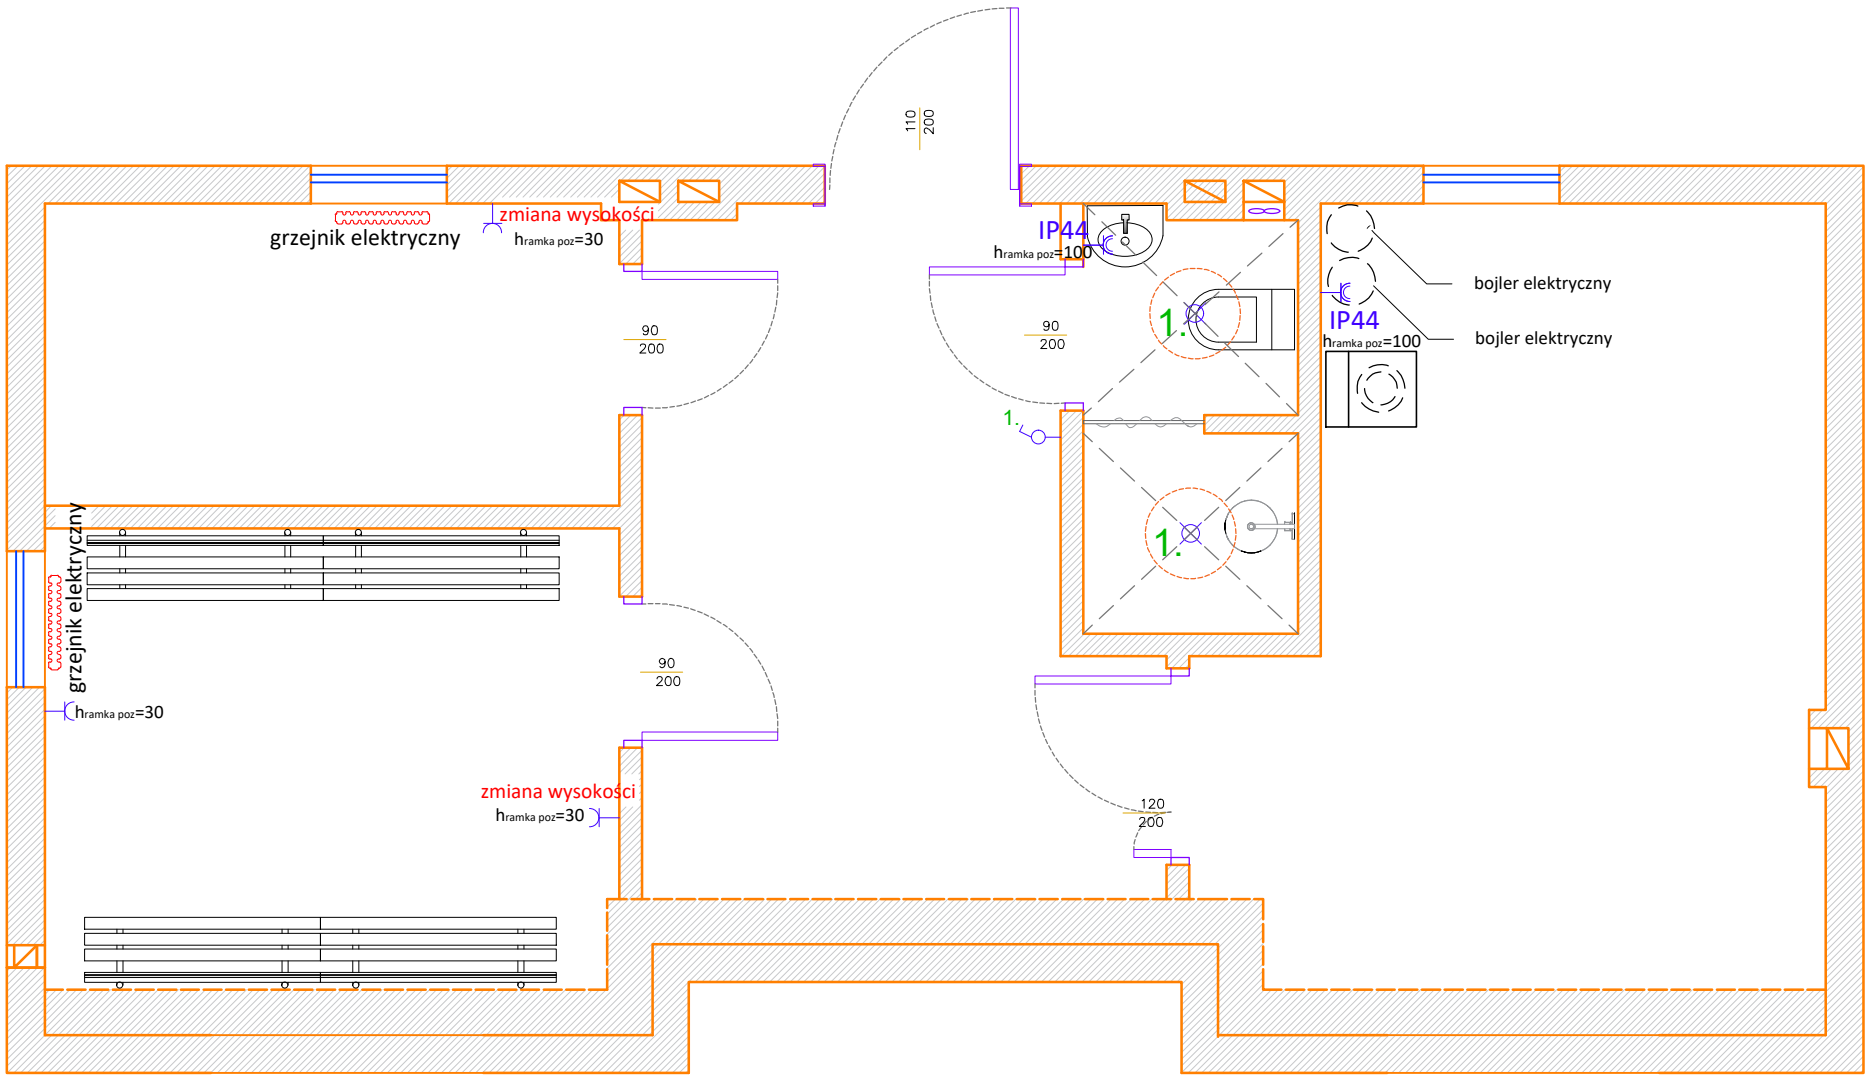 110
200
zmiana wysokości
hramka poz=30
grzejnik elektryczny
IP44
hramka poz=100
bojler elektryczny
IP44
hramka poz=100
bojler elektryczny
90
200
90
200
1.
1.
1.
grzejnik elektryczny
90
200
hramka poz=30
zmiana wysokości
hramka poz=30
120
200